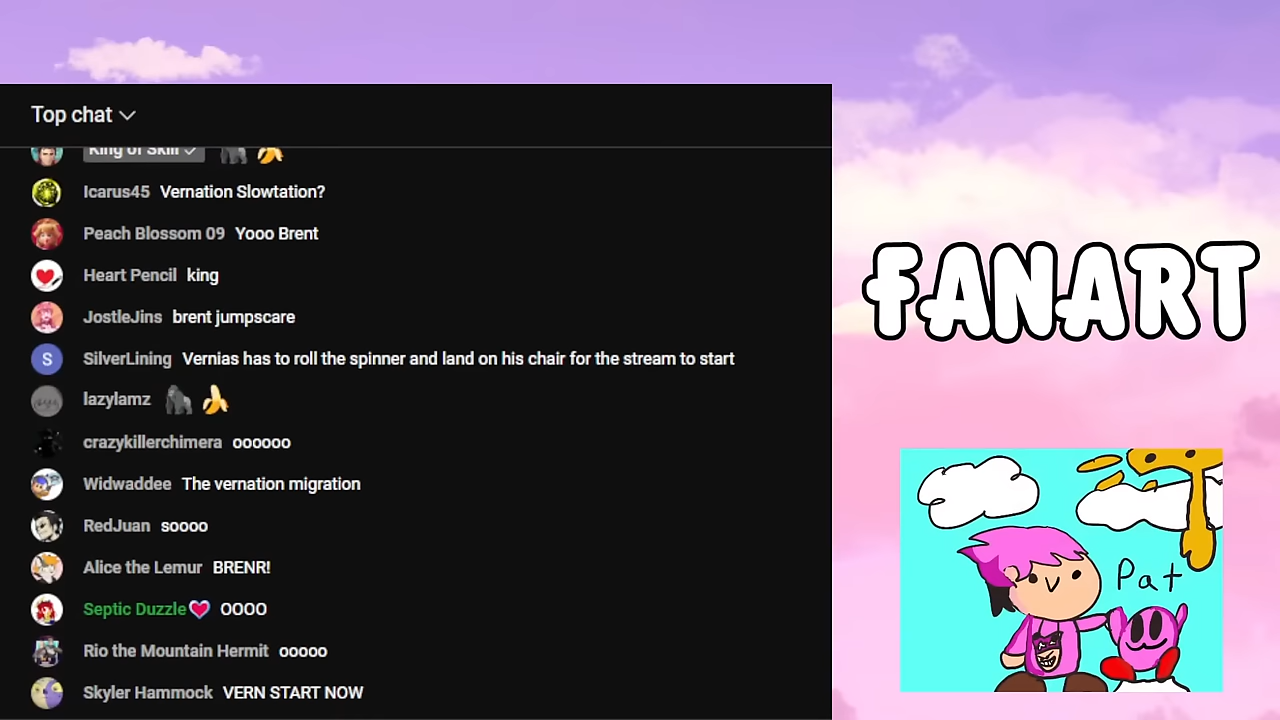 Top chat
King of Skill
Icarus45 Vernation Slowtation?
Peach Blossom 09 Yooo Brent
Heart Pencil king
JostleJins brent jumpscare
S SilverLining Vernias has to roll the spinner and land on his chair for the stream to start
lazylamz
crazykillerchimera oooooo
Widwaddee The vernation migration
RedJuan soooo
Alice the Lemur BRENR!
Septic Duzzle OOOO
Rio the Mountain Hermit ooooo
Skyler Hammock VERN START NOW
FANART
Pat